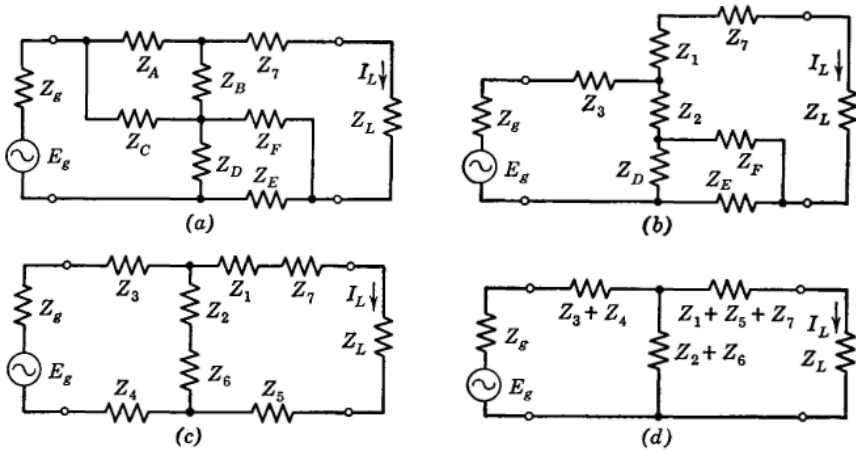 Z_A
Z_B
Z_7
I_L
Z_L
Z_g
Z_C
Z_F
E_g
Z_D
Z_E
(a)
Z_7
Z_1
I_L
Z_3
Z_2
Z_L
Z_g
Z_F
Z_D
Z_E
E_g
(b)
Z_3
Z_1
Z_7
I_L
Z_g
Z_2
Z_L
Z_6
E_g
Z_4
Z_5
(c)
Z_3 + Z_4
Z_1 + Z_5 + Z_7
I_L
Z_g
Z_2 + Z_6
Z_L
E_g
(d)